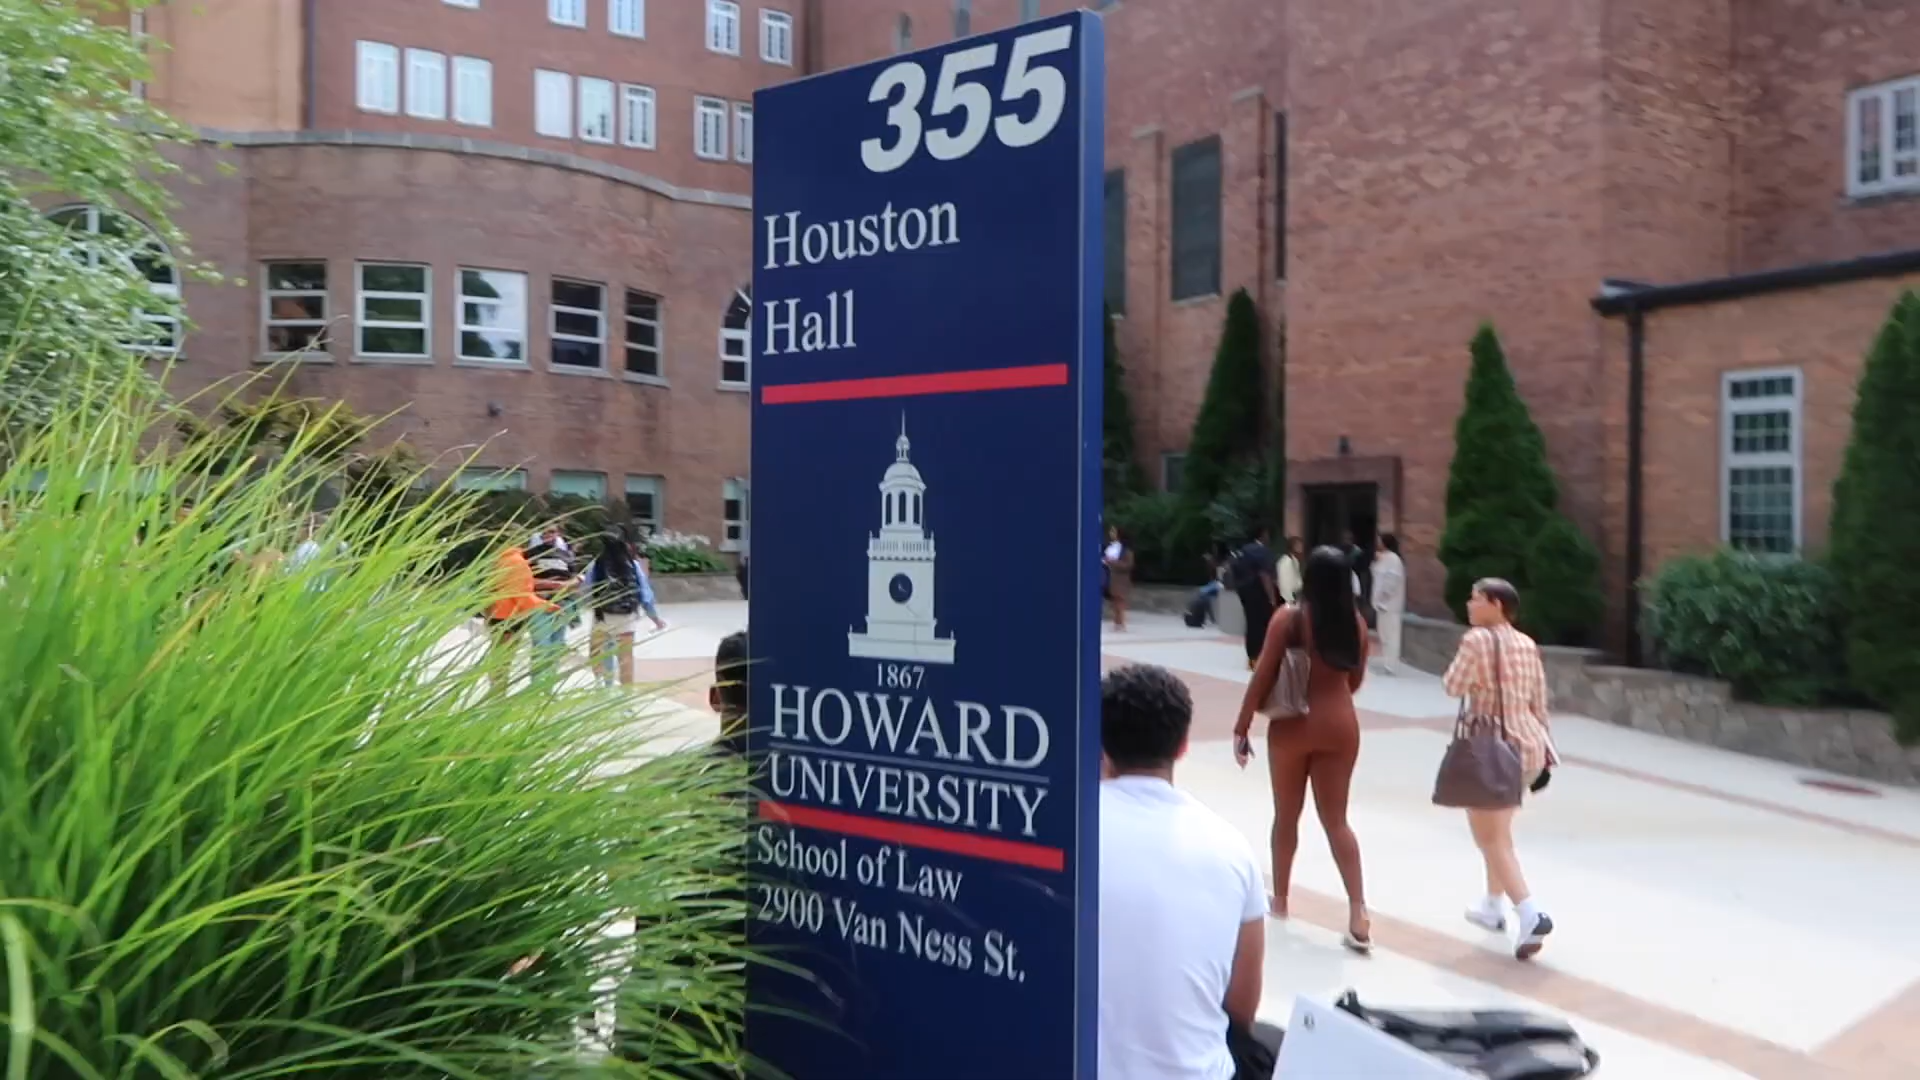 355
Houston
Hall
1867
HOWARD
UNIVERSITY
School of Law
2900 Van Ness St.